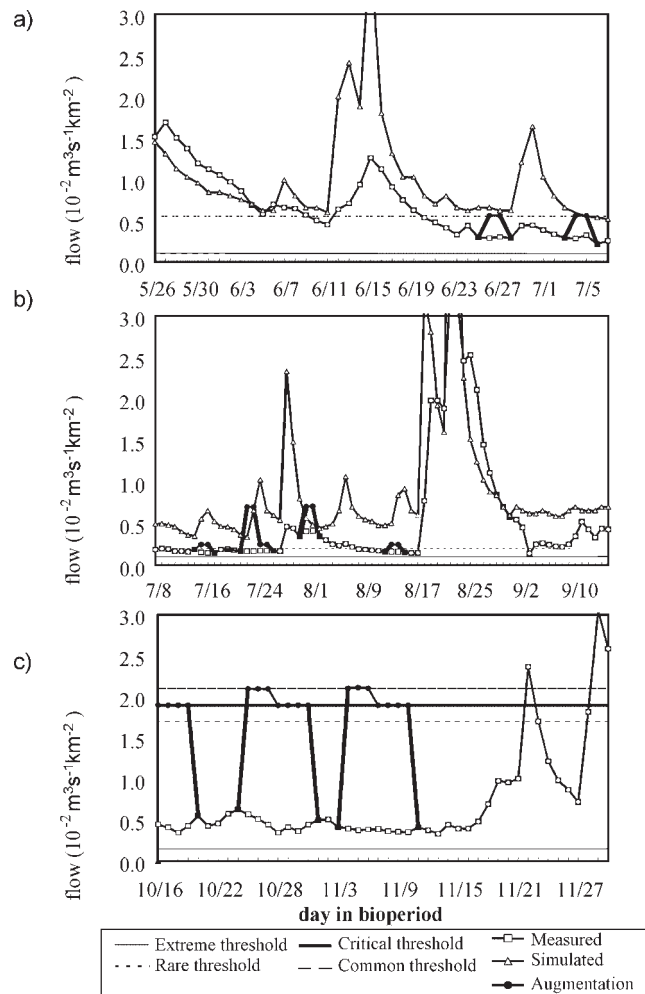 a)
flow (10⁻² m³s⁻¹km⁻²)
3.0
2.5
2.0
1.5
1.0
0.5
0.0
5/26 5/30 6/3 6/7 6/11 6/15 6/19 6/23 6/27 7/1 7/5
b)
flow (10⁻² m³s⁻¹km⁻²)
3.0
2.5
2.0
1.5
1.0
0.5
0.0
7/8 7/16 7/24 8/1 8/9 8/17 8/25 9/2 9/10
c)
flow (10⁻² m³s⁻¹km⁻²)
3.0
2.5
2.0
1.5
1.0
0.5
0.0
10/16 10/22 10/28 11/3 11/9 11/15 11/21 11/27
day in bioperiod
Extreme threshold Critical threshold Measured
Rare threshold Common threshold Simulated
Augmentation